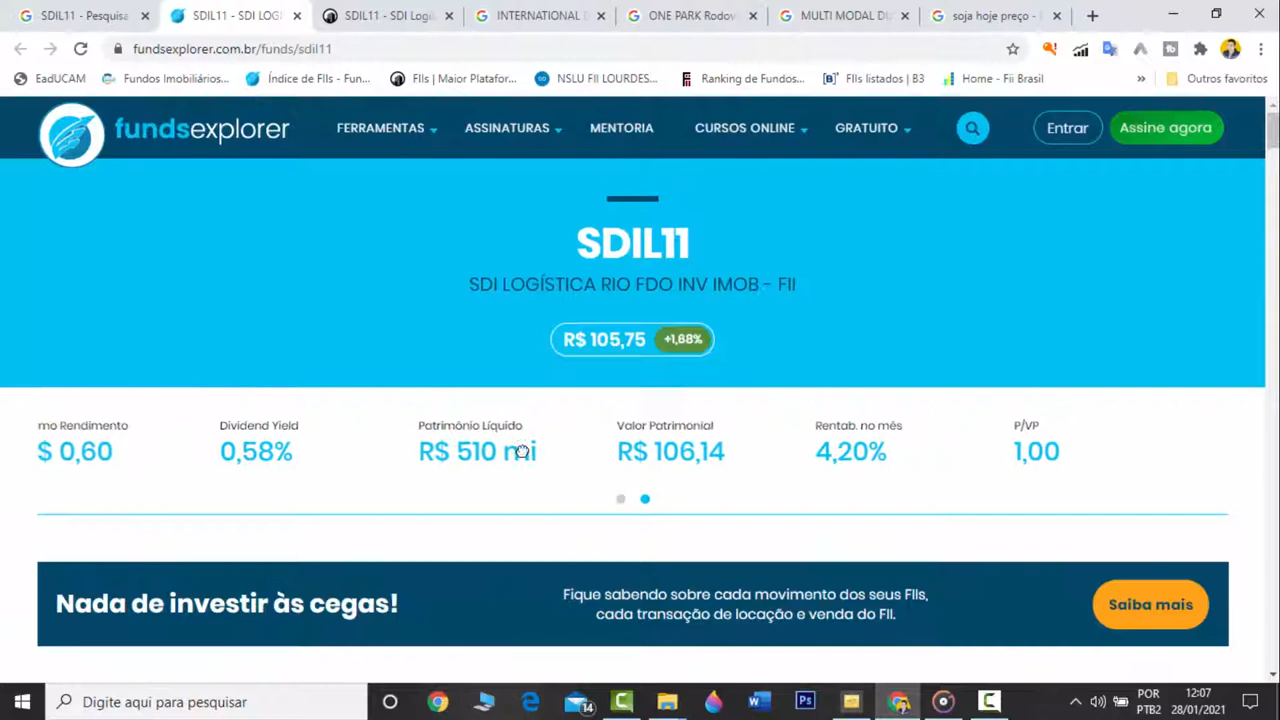 SDIL11 - Pesquisa
SDIL11 - SDI LOGÍ
SDIL11 - SDI Logís
INTERNATIONAL D
ONE PARK Rodov
MULTI MODAL DU
soja hoje preço -
fundsexplorer.com.br/funds/sdil11
EadUCAM
Fundos Imobiliários...
Índice de FIIs - Fun...
FIIs | Maior Platafor...
NSLU FII LOURDES...
Ranking de Fundos...
FIIs listados | B3
Home - Fii Brasil
»
Outros favoritos
fundsexplorer
FERRAMENTAS
ASSINATURAS
MENTORIA
CURSOS ONLINE
GRATUITO
Entrar
Assine agora
SDIL11
SDI LOGÍSTICA RIO FDO INV IMOB - FII
R$ 105,75 +1,68%
mo Rendimento
$ 0,60
Dividend Yield
0,58%
Patrimônio Líquido
R$ 510 mi
Valor Patrimonial
R$ 106,14
Rentab. no mês
4,20%
P/VP
1,00
Nada de investir às cegas!
Fique sabendo sobre cada movimento dos seus FIIs,
cada transação de locação e venda do FII.
Saiba mais
Digite aqui para pesquisar
14
POR
PTB2
12:07
28/01/2021